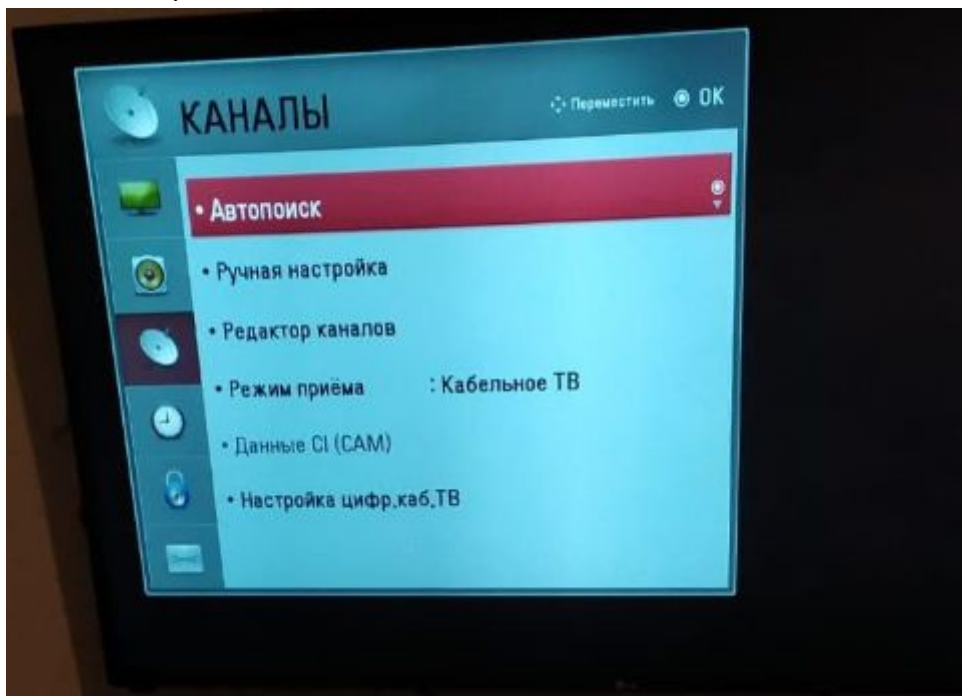 КАНАЛЫ
Переместить OK
• Автопоиск
• Ручная настройка
• Редактор каналов
• Режим приёма : Кабельное ТВ
• Данные CI (CAM)
• Настройка цифр.каб.ТВ